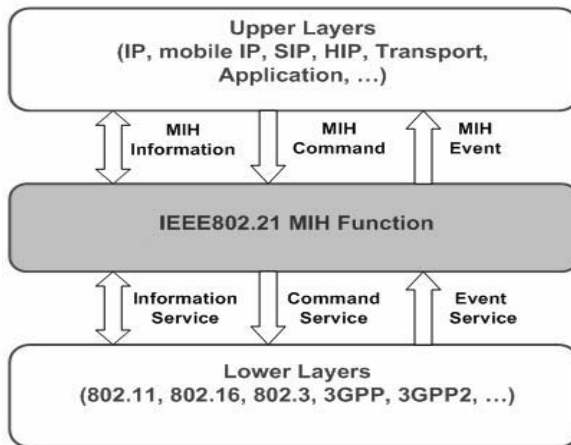 Upper Layers
(IP, mobile IP, SIP, HIP, Transport,
Application, ...)
MIH
Information
MIH
Command
MIH
Event
IEEE802.21 MIH Function
Information
Service
Command
Service
Event
Service
Lower Layers
(802.11, 802.16, 802.3, 3GPP, 3GPP2, ...)